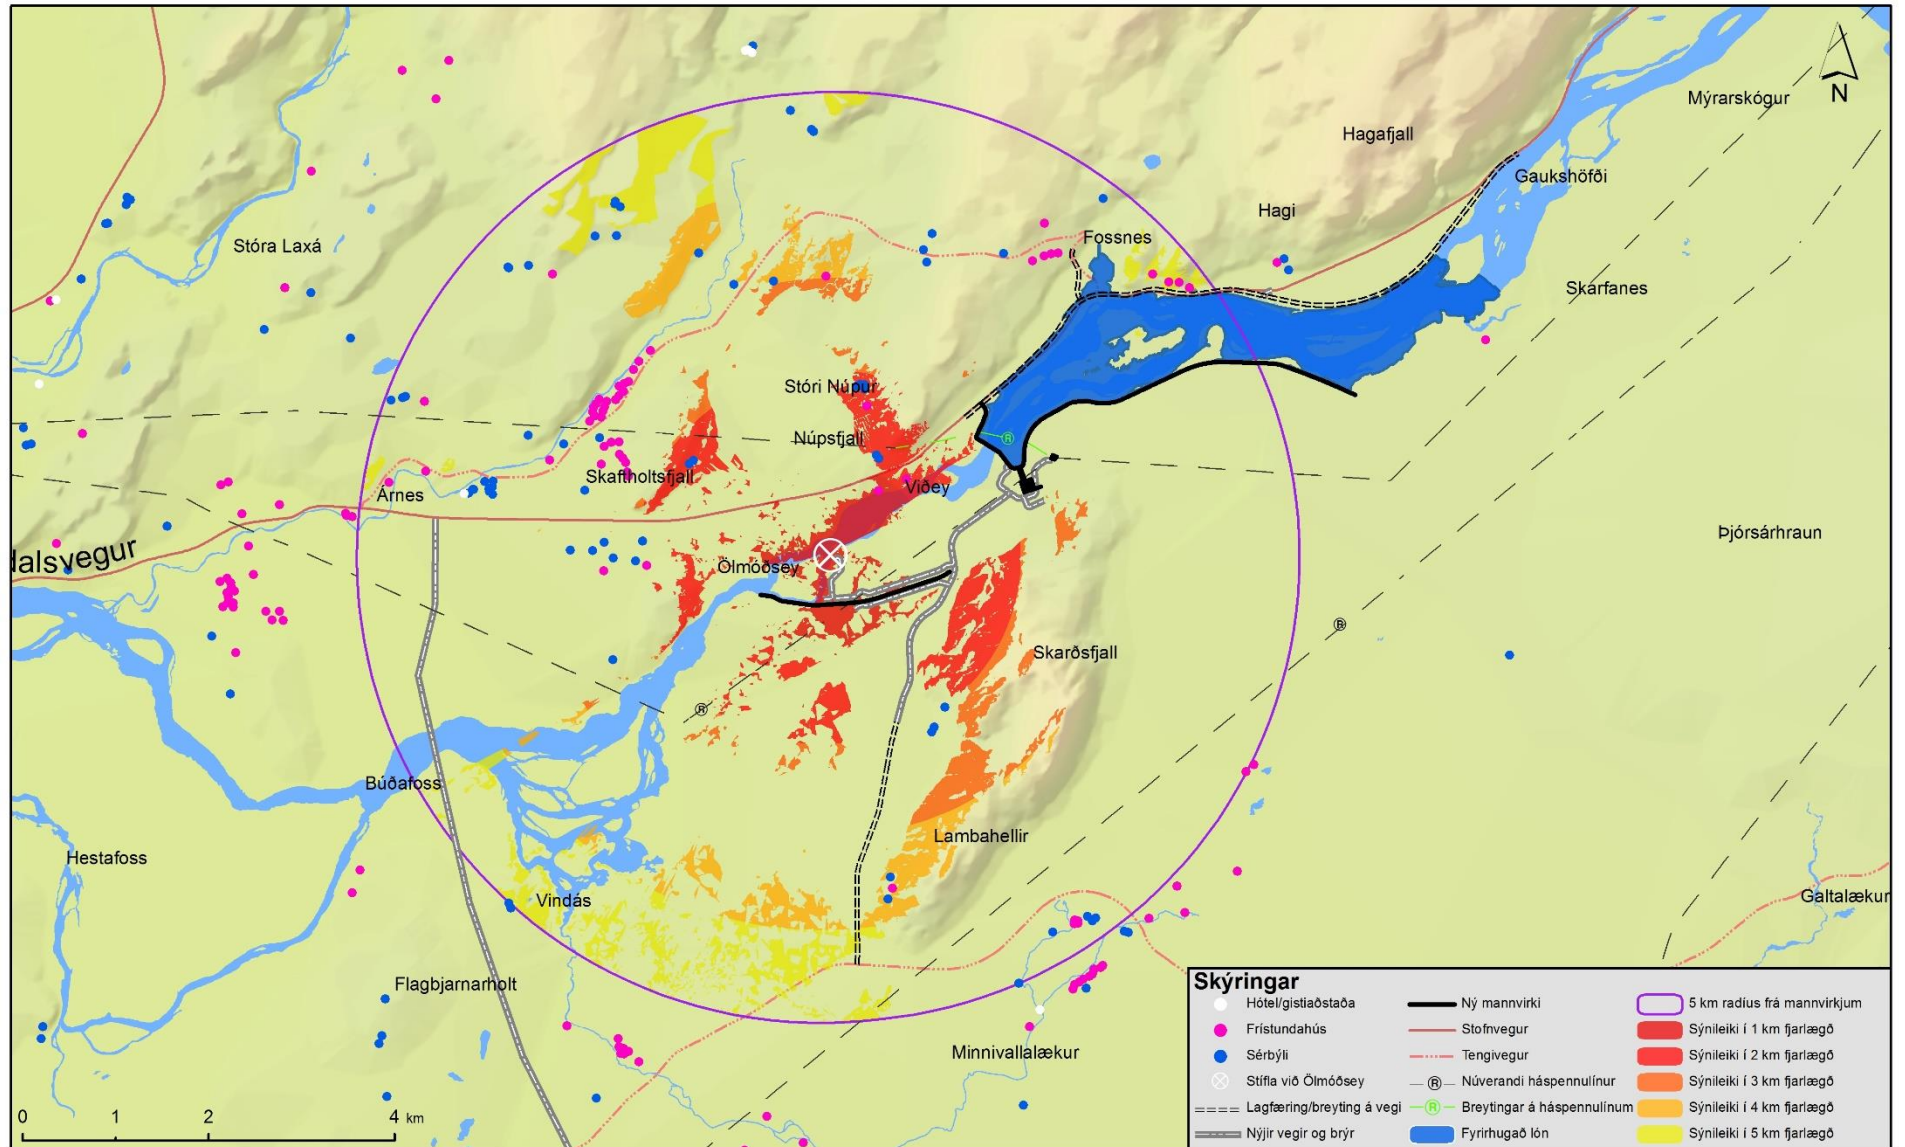 N
Mýrarskógur
Hagafjall
Gaukshöfði
Hagi
Stóra Laxá
Fossnes
Skarfanes
Stóri Núpur
Núpsfjall
R
Skaftholtsfjall
Viðey
Árnes
Þjórsárhraun
dalsvegur
Ölmóðsey
R
Skarðsfjall
R
Búðafoss
Lambahellir
Hestafoss
Vindás
Galtalækur
Flagbjarnarholt
Minnivallalækur
0 1 2 4 km
Skýringar
Hótel/gistiaðstaða
Frístundahús
Sérbýli
Stífla við Ölmóðsey
Lagfæring/breyting á vegi
Nýjir vegir og brýr
Ný mannvirki
Stofnvegur
Tengivegur
R Núverandi háspennulínur
R Breytingar á háspennulínum
Fyrirhugað lón
5 km radíus frá mannvirkjum
Sýnileiki í 1 km fjarlægð
Sýnileiki í 2 km fjarlægð
Sýnileiki í 3 km fjarlægð
Sýnileiki í 4 km fjarlægð
Sýnileiki í 5 km fjarlægð